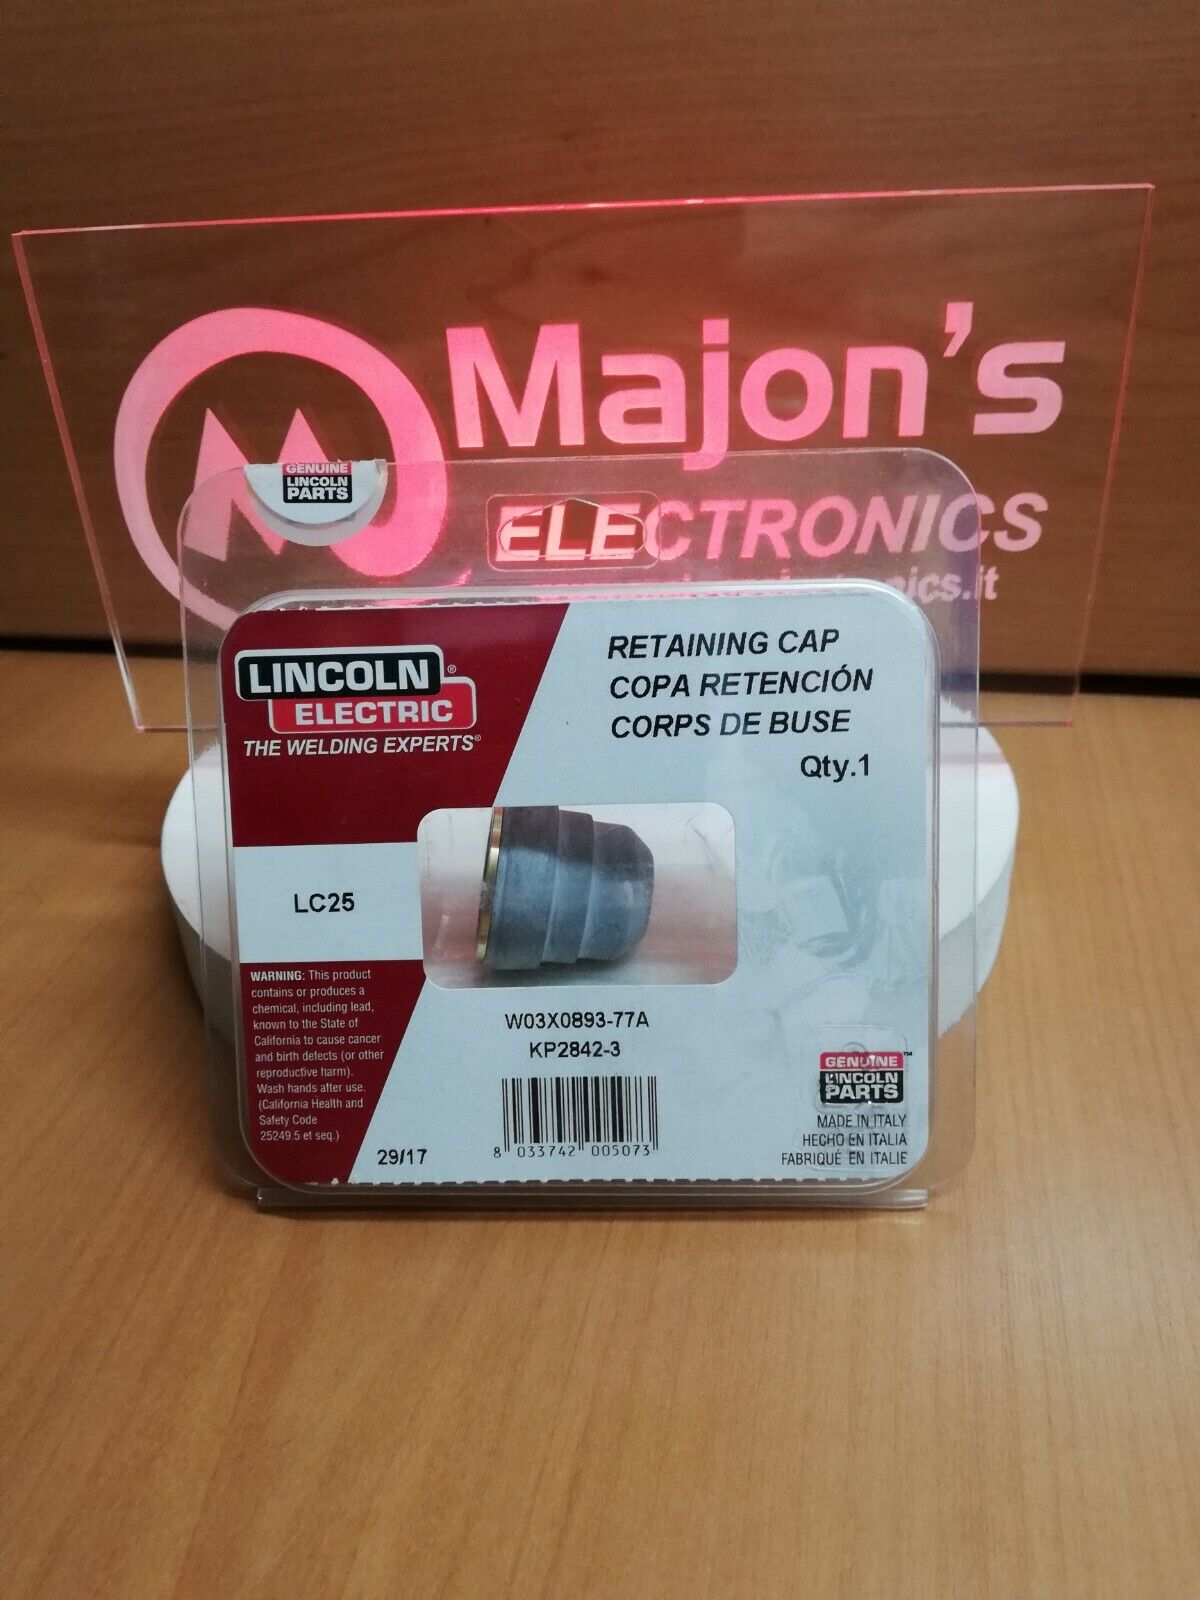 Majon's
ELECTRONICS
GENUINE
LINCOLN
PARTS
LINCOLN®
ELECTRIC
THE WELDING EXPERTS®
RETAINING CAP
COPA RETENCIÓN
CORPS DE BUSE
Qty.1
LC25
WARNING: This product
contains or produces a
chemical, including lead,
known to the State of
California to cause cancer
and birth defects (or other
reproductive harm).
Wash hands after use.
(California Health and
Safety Code
25249.5 et seq.)
29/17
W03X0893-77A
KP2842-3
8 033742 005073
GENUINE™
LINCOLN
PARTS
MADE IN ITALY
HECHO EN ITALIA
FABRIQUÉ EN ITALIE